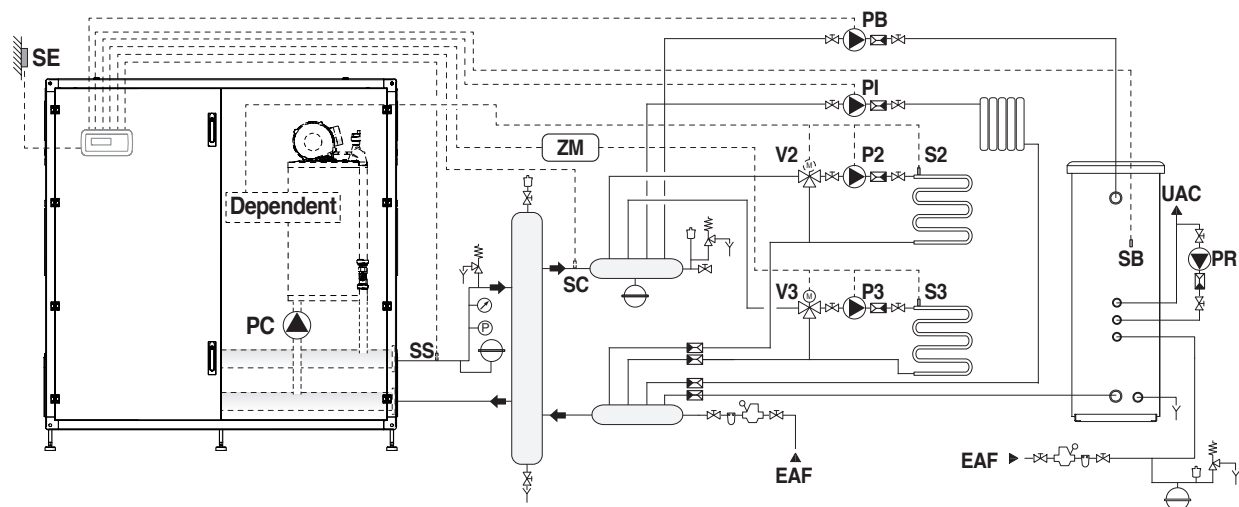 PB
SE
PI
ZM
V2
M
P2
S2
Dependent
UAC
SB
PR
SC
V3
M
P3
S3
PC
P
SS
EAF
EAF